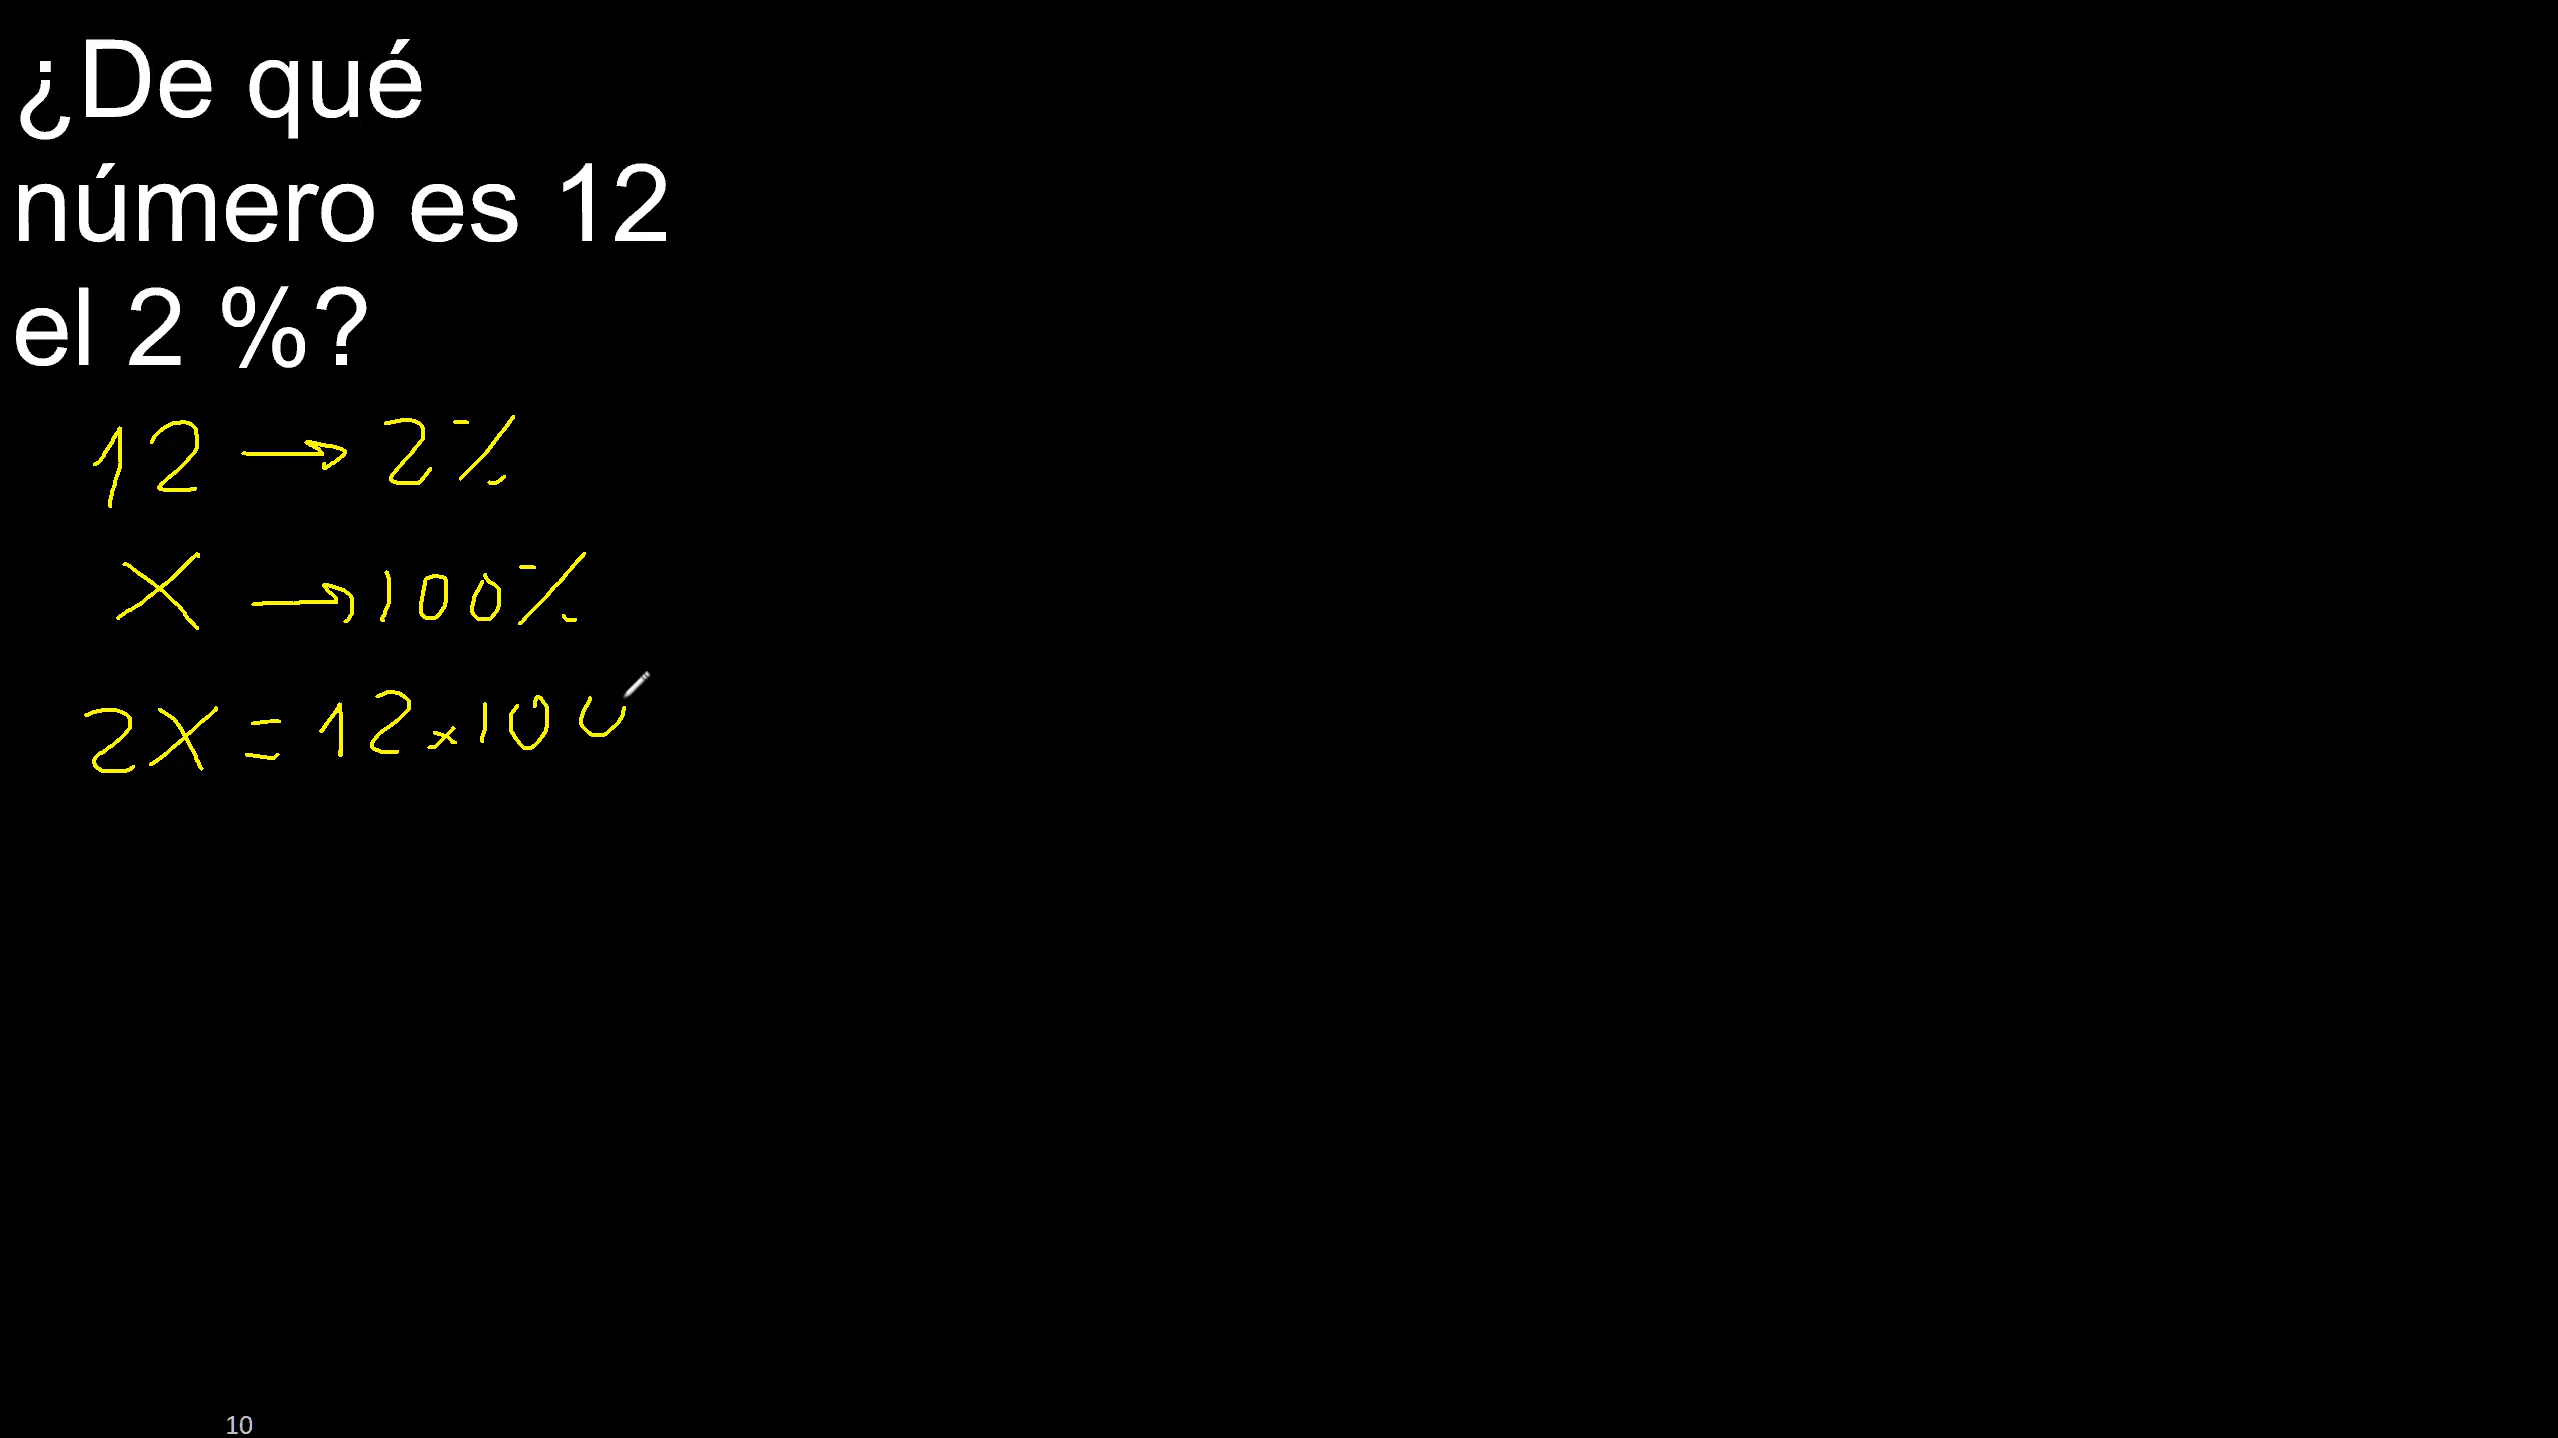 ¿De qué
número es 12
el 2 %?
12 → 2%
x → 100%
2x = 12 x 100
10